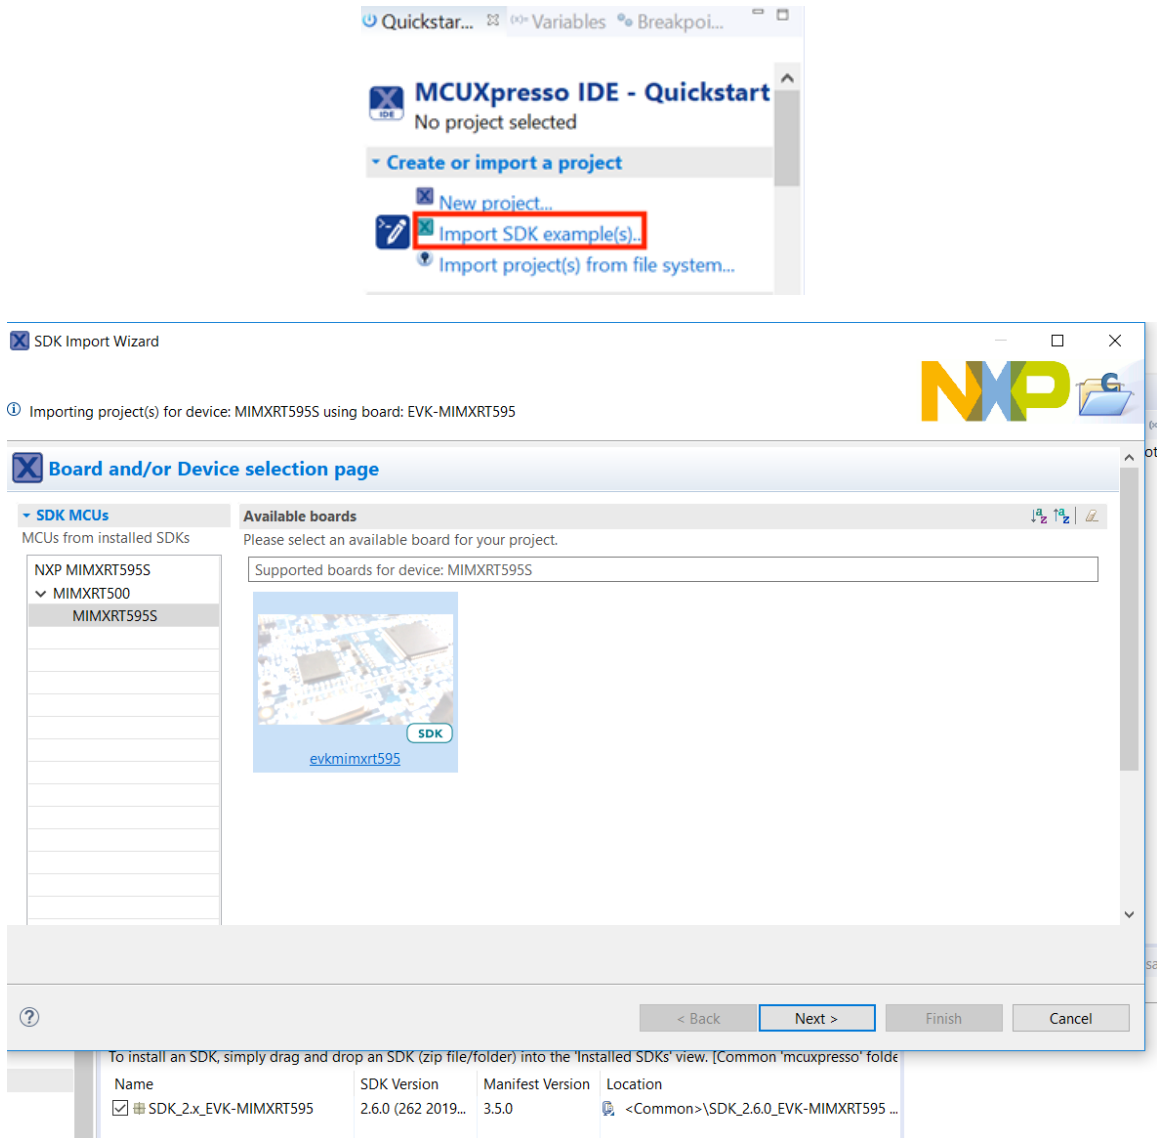 Quickstar... (x)= Variables Breakpoi...
MCUXpresso IDE - Quickstart
IDE
No project selected
Create or import a project
New project...
Import SDK example(s)..
Import project(s) from file system...
SDK Import Wizard
NXP
C
Importing project(s) for device: MIMXRT595S using board: EVK-MIMXRT595
Board and/or Device selection page
SDK MCUs
MCUs from installed SDKs
NXP MIMXRT595S
MIMXRT500
MIMXRT595S
Available boards
Please select an available board for your project.
Supported boards for device: MIMXRT595S
SDK
evkmimxrt595
? < Back Next > Finish Cancel
To install an SDK, simply drag and drop an SDK (zip file/folder) into the 'Installed SDKs' view. [Common 'mcuxpresso' folde
Name SDK Version Manifest Version Location
SDK_2.x_EVK-MIMXRT595 2.6.0 (262 2019... 3.5.0 <Common>\SDK_2.6.0_EVK-MIMXRT595 ...